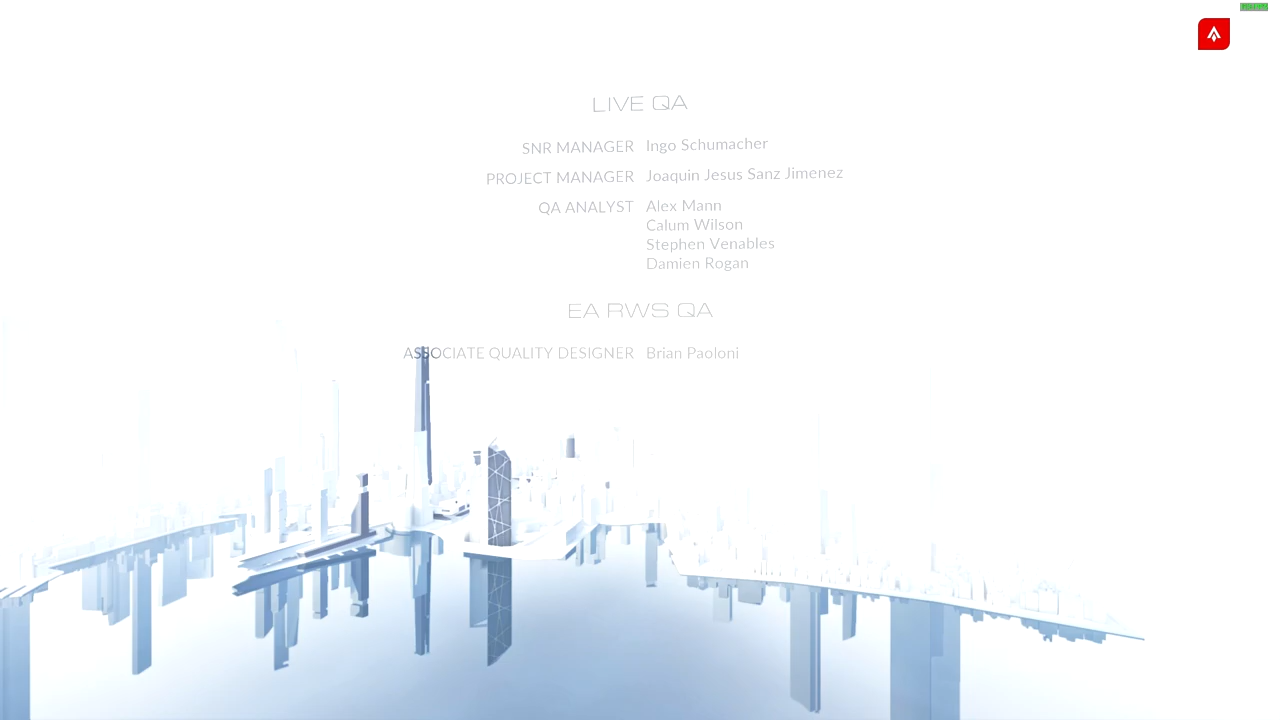 LIVE QA
SNR MANAGER Ingo Schumacher
PROJECT MANAGER Joaquin Jesus Sanz Jimenez
QA ANALYST Alex Mann
Calum Wilson
Stephen Venables
Damien Rogan
EA RWS QA
ASSOCIATE QUALITY DESIGNER Brian Paoloni